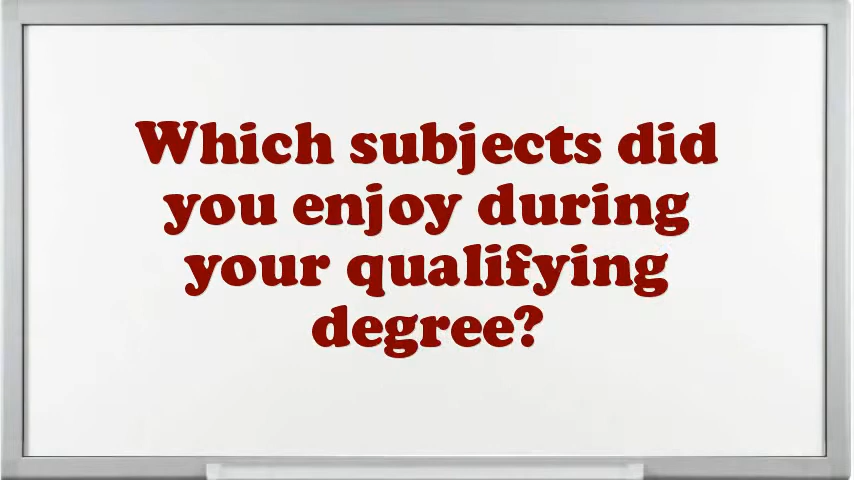 Which subjects did
you enjoy during
your qualifying
degree?